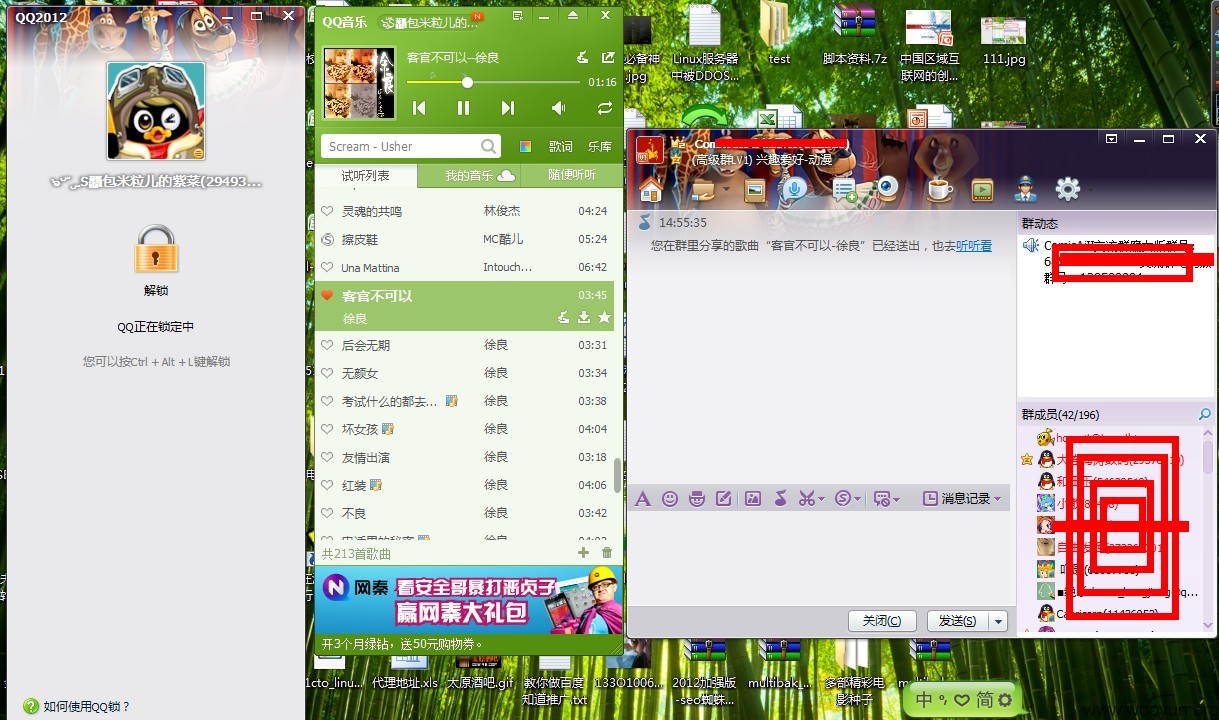 QQ2012
包米粒儿的紫菜(29493...
解锁
QQ正在锁定中
您可以按Ctrl + Alt + L键解锁
如何使用QQ锁？
QQ音乐
包米粒儿的...
N
客官不可以--徐良
01:16
Scream - Usher
歌词
乐库
试听列表
我的音乐
随便听听
灵魂的共鸣 林俊杰 04:24
擦皮鞋 MC酷儿 05:24
Una Mattina Intouch... 06:42
客官不可以 03:45
徐良
后会无期 徐良 03:31
无颜女 徐良 03:34
考试什么的都去... 徐良 03:38
坏女孩 徐良 04:04
友情出演 徐良 03:18
红装 徐良 04:06
不良 徐良 03:42
共213首歌曲
网秦
看安全哥暴打恶贞子
赢网秦大礼包
开3个月绿钻，送50元购物券。
必备神
.jpg
Linux服务器
中被DDOS...
test
脚本资料.7z
中国区域互
联网的创...
111.jpg
(高级群LV1) 兴趣爱好-动漫
14:55:35
您在群里分享的歌曲“客官不可以-徐良”已经送出，也去听听看
消息记录
关闭(C)
发送(S)
群动态
群成员(42/196)
1cto_linu...
代理地址.xls
太原酒吧.gif
教你做百度
知道推广.txt
133O1006...
2012加强版
-seo蜘蛛...
multibak...
多部精彩电
影种子
中
简